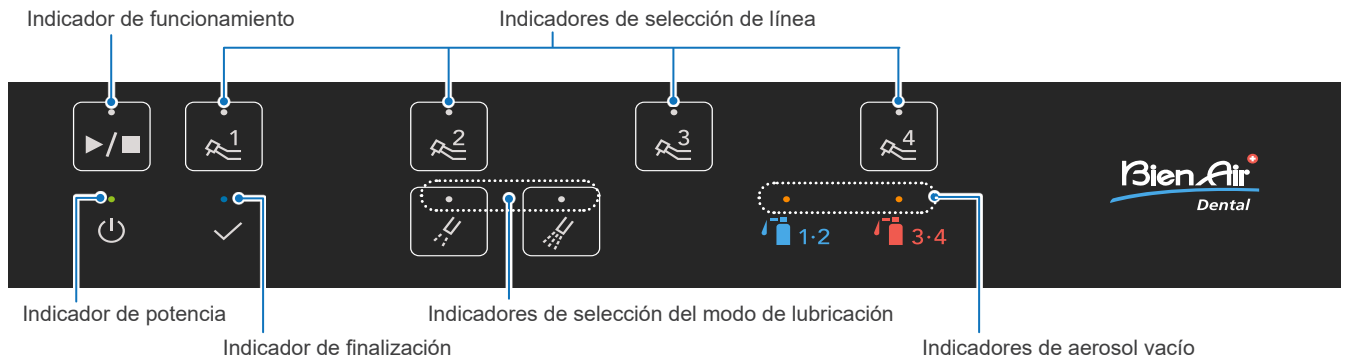 Indicador de funcionamiento
Indicadores de selección de línea
1
2
3
4
Bien Air
Dental
1·2
3·4
Indicador de potencia
Indicadores de selección del modo de lubricación
Indicador de finalización
Indicadores de aerosol vacío